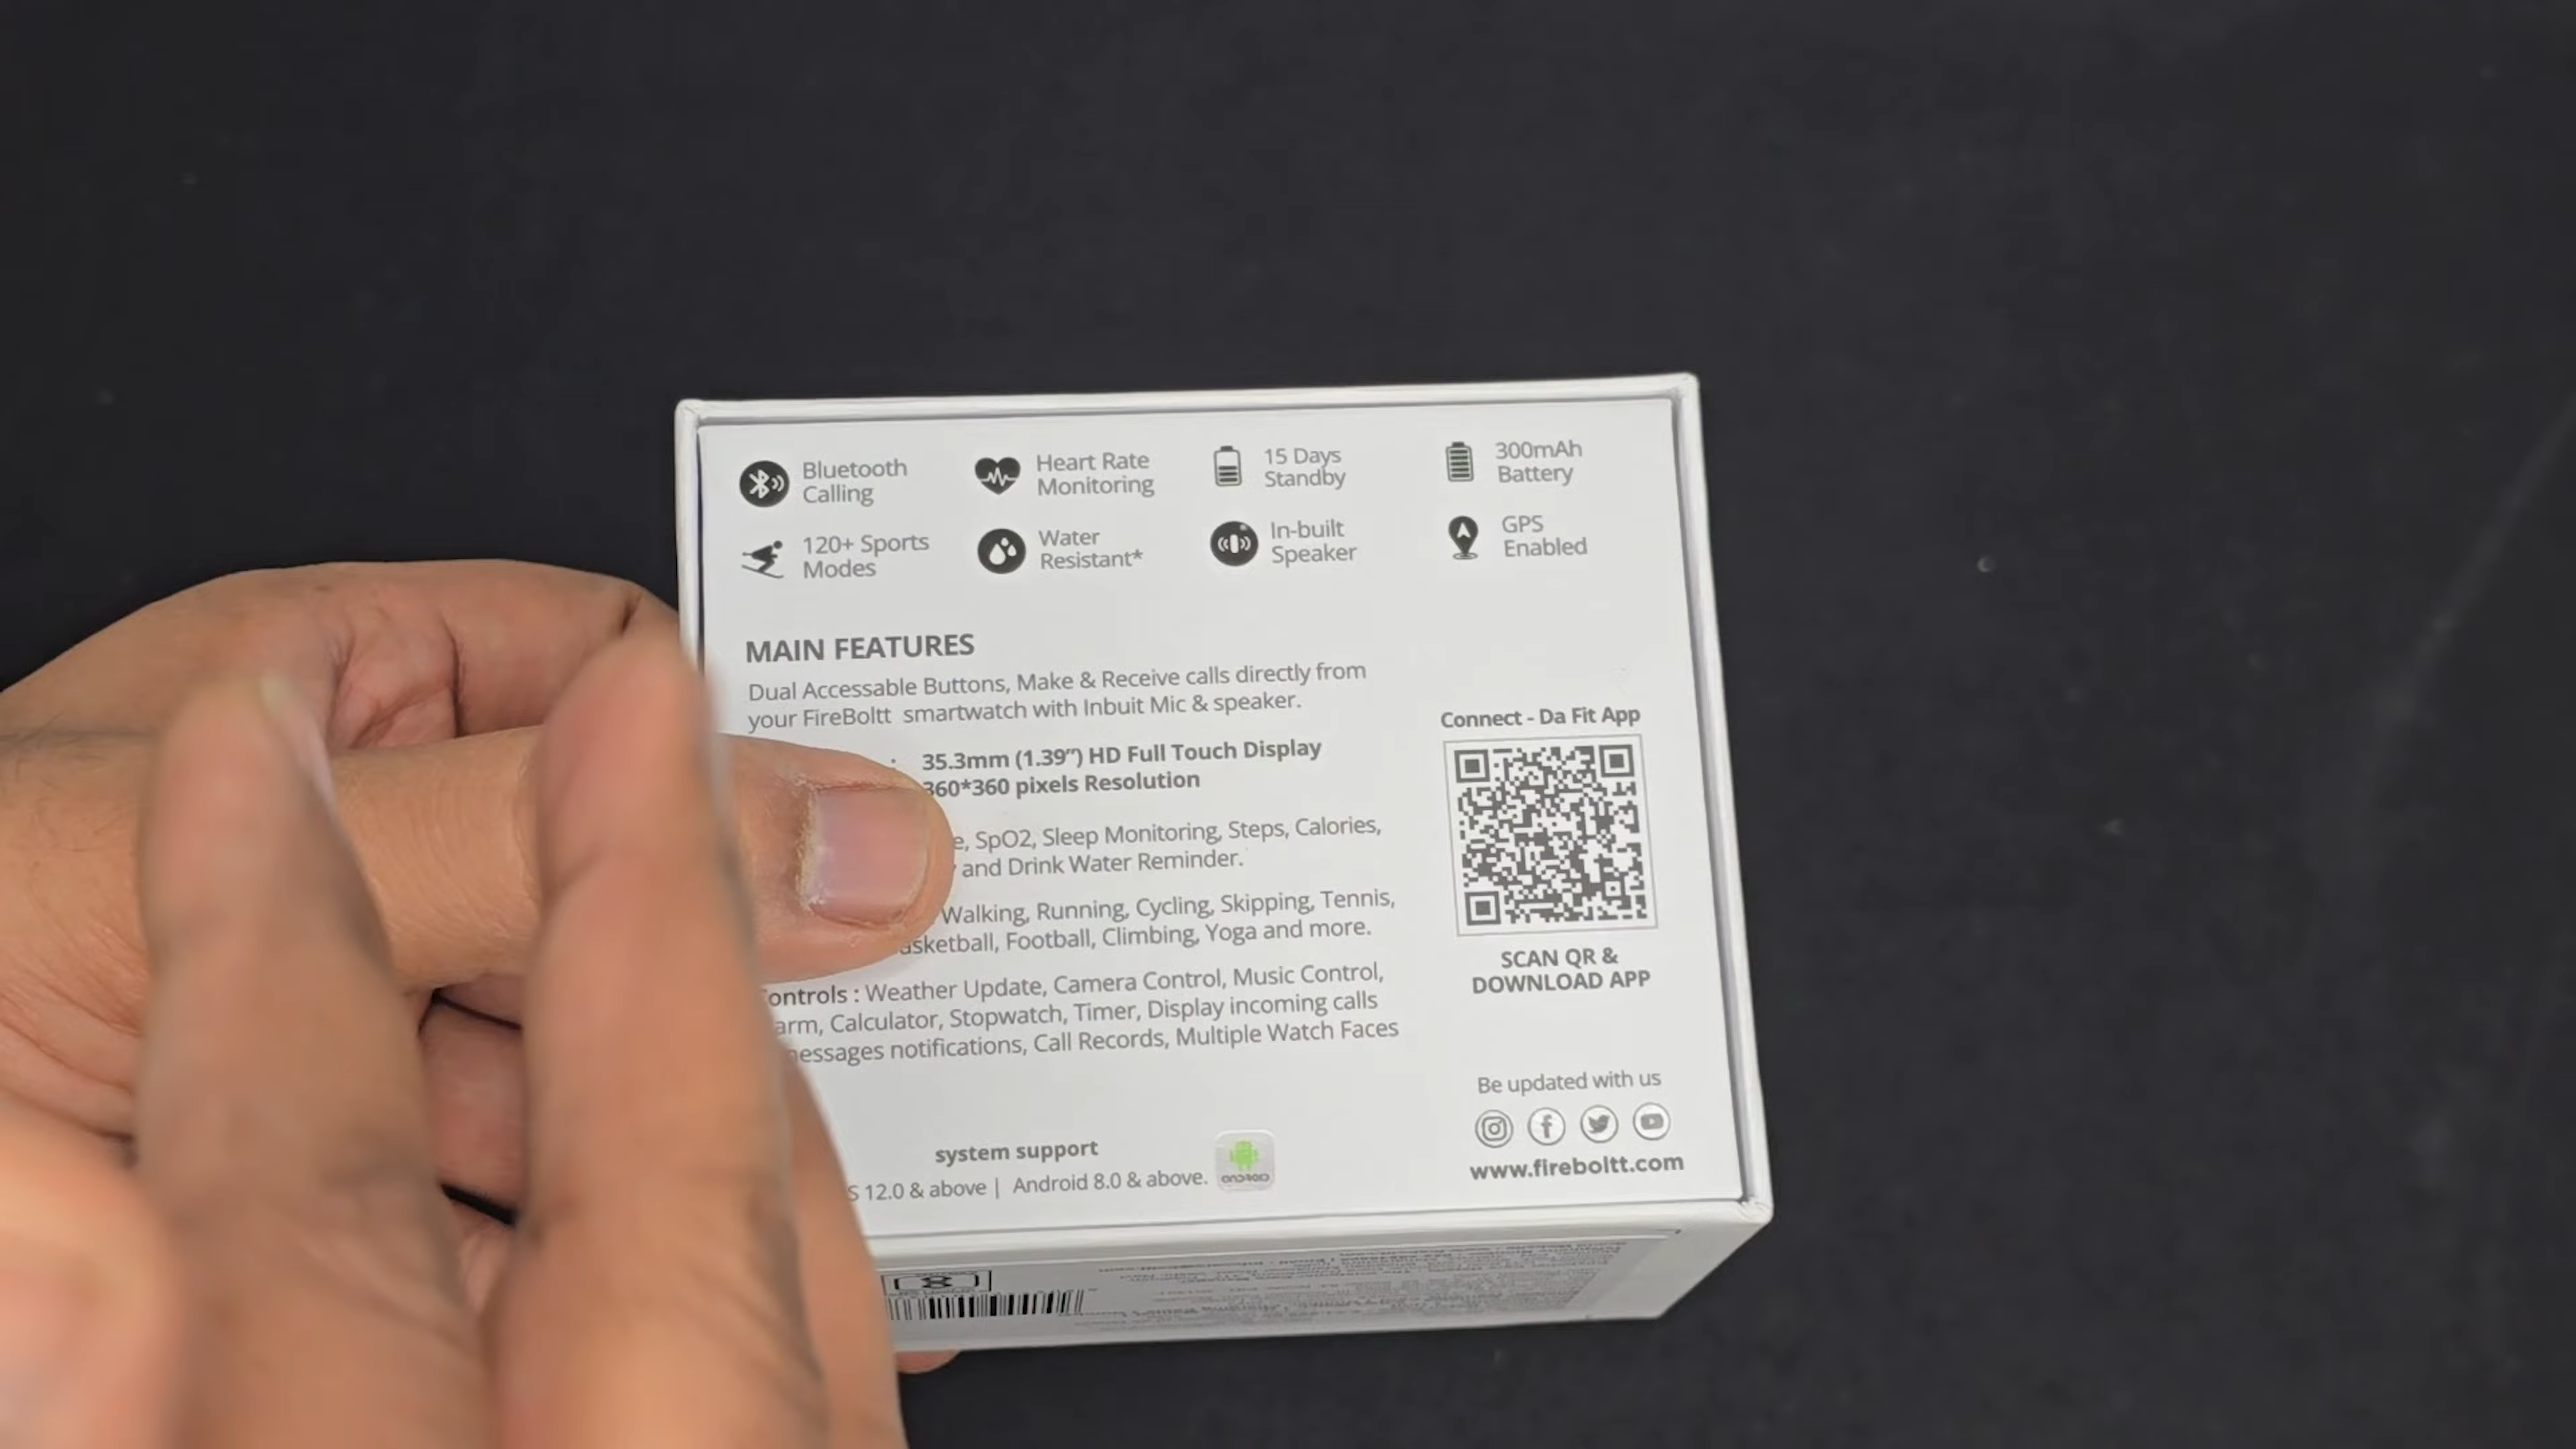 Bluetooth
Calling
Heart Rate
Monitoring
15 Days
Standby
300mAh
Battery
120+ Sports
Modes
Water
Resistant*
In-built
Speaker
GPS
Enabled
MAIN FEATURES
Dual Accessable Buttons, Make & Receive calls directly from
your FireBoltt smartwatch with Inbuit Mic & speaker.
: 35.3mm (1.39”) HD Full Touch Display
360*360 pixels Resolution
e, SpO2, Sleep Monitoring, Steps, Calories,
and Drink Water Reminder.
Walking, Running, Cycling, Skipping, Tennis,
asketball, Football, Climbing, Yoga and more.
ontrols : Weather Update, Camera Control, Music Control,
arm, Calculator, Stopwatch, Timer, Display incoming calls
essages notifications, Call Records, Multiple Watch Faces
system support
S 12.0 & above | Android 8.0 & above.
ANDROID
Connect - Da Fit App
SCAN QR &
DOWNLOAD APP
Be updated with us
www.fireboltt.com